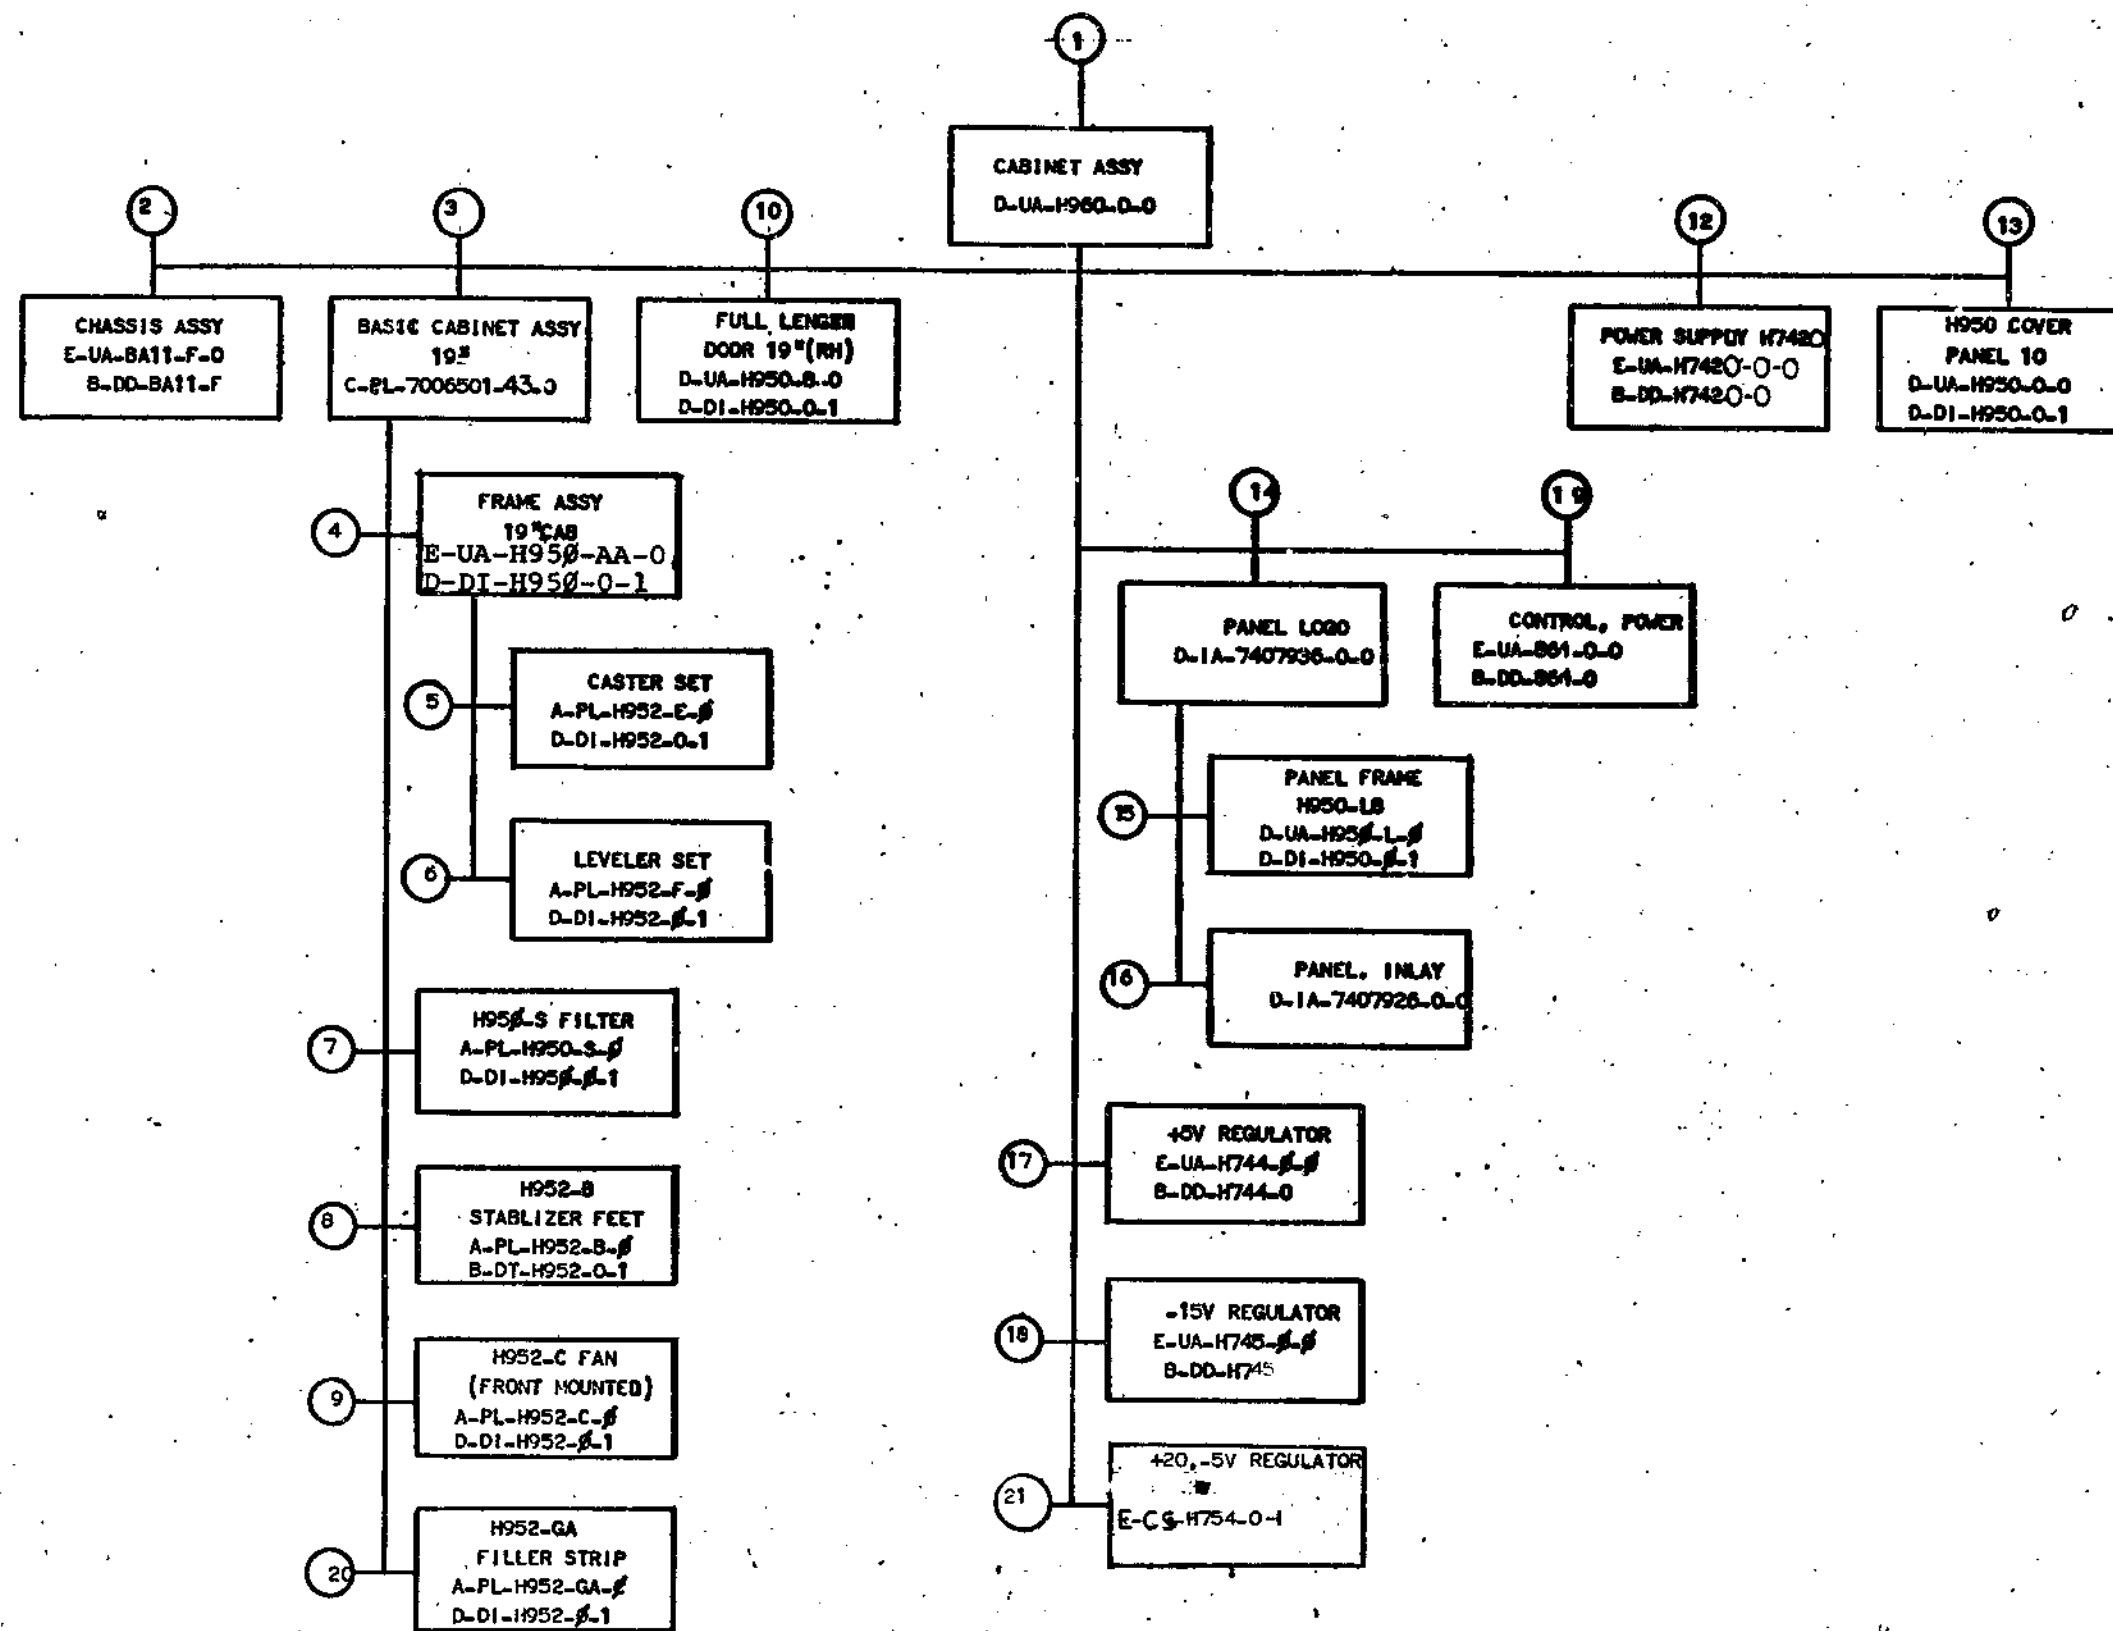 1
CABINET ASSY
D-UA-H960-0-0
2
CHASSIS ASSY
E-UA-BA11-F-0
B-DD-BA11-F
3
BASIC CABINET ASSY
19"
C-PL-7006501-43-0
10
FULL LENGTH
DOOR 19"(RH)
D-UA-H950-B-0
D-DI-H950-0-1
12
POWER SUPPLY H7420
E-UA-H7420-0-0
B-DD-H7420-0
13
H950 COVER
PANEL 10
D-UA-H950-0-0
D-DI-H950-0-1
4
FRAME ASSY
19"CAB
E-UA-H95Ø-AA-0
D-DI-H95Ø-0-1
5
CASTER SET
A-PL-H952-E-Ø
D-DI-H952-0-1
6
LEVELER SET
A-PL-H952-F-Ø
D-DI-H952-Ø-1
7
H95Ø-S FILTER
A-PL-H950-S-Ø
D-DI-H95Ø-Ø-1
8
H952-B
STABLIZER FEET
A-PL-H952-B-Ø
B-DT-H952-0-1
9
H952-C FAN
(FRONT MOUNTED)
A-PL-H952-C-Ø
D-DI-H952-Ø-1
20
H952-GA
FILLER STRIP
A-PL-H952-GA-Ø
D-DI-H952-Ø-1
14
PANEL LOGO
D-IA-7407936-0-0
19
CONTROL, POWER
E-UA-861-0-0
B-DD-861-0
15
PANEL FRAME
H950-LB
D-UA-H95Ø-L-Ø
D-DI-H950-Ø-1
16
PANEL, INLAY
D-IA-7407926-0-0
17
+5V REGULATOR
E-UA-H744-Ø-Ø
B-DD-H744-0
18
-15V REGULATOR
E-UA-H745-Ø-Ø
B-DD-H745
21
+20,-5V REGULATOR
E-CS-H754-0-1